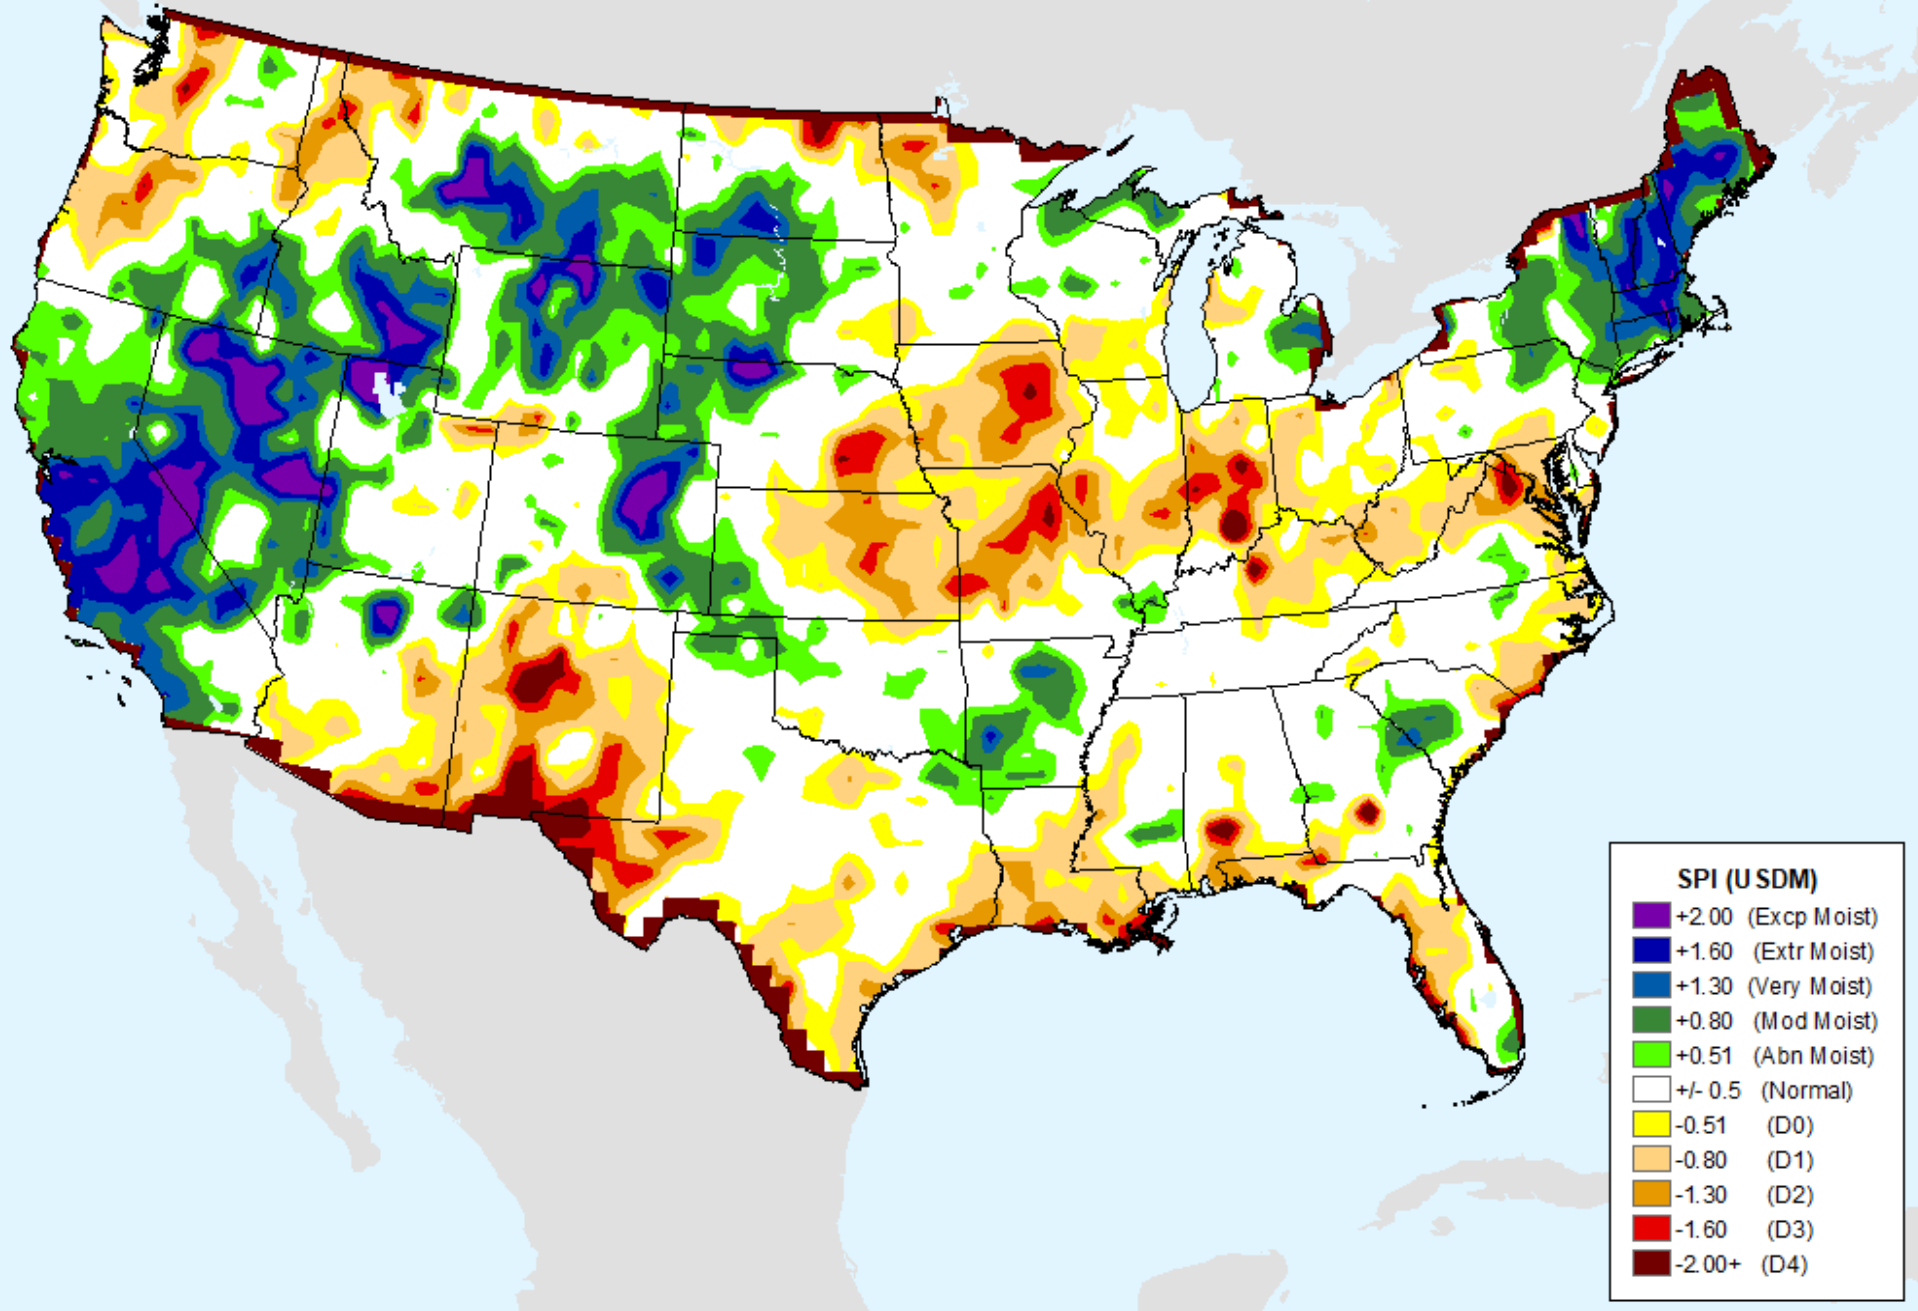 SPI (USDM)
+2.00 (Excp Moist)
+1.60 (Extr Moist)
+1.30 (Very Moist)
+0.80 (Mod Moist)
+0.51 (Abn Moist)
+/- 0.5 (Normal)
-0.51 (D0)
-0.80 (D1)
-1.30 (D2)
-1.60 (D3)
-2.00+ (D4)